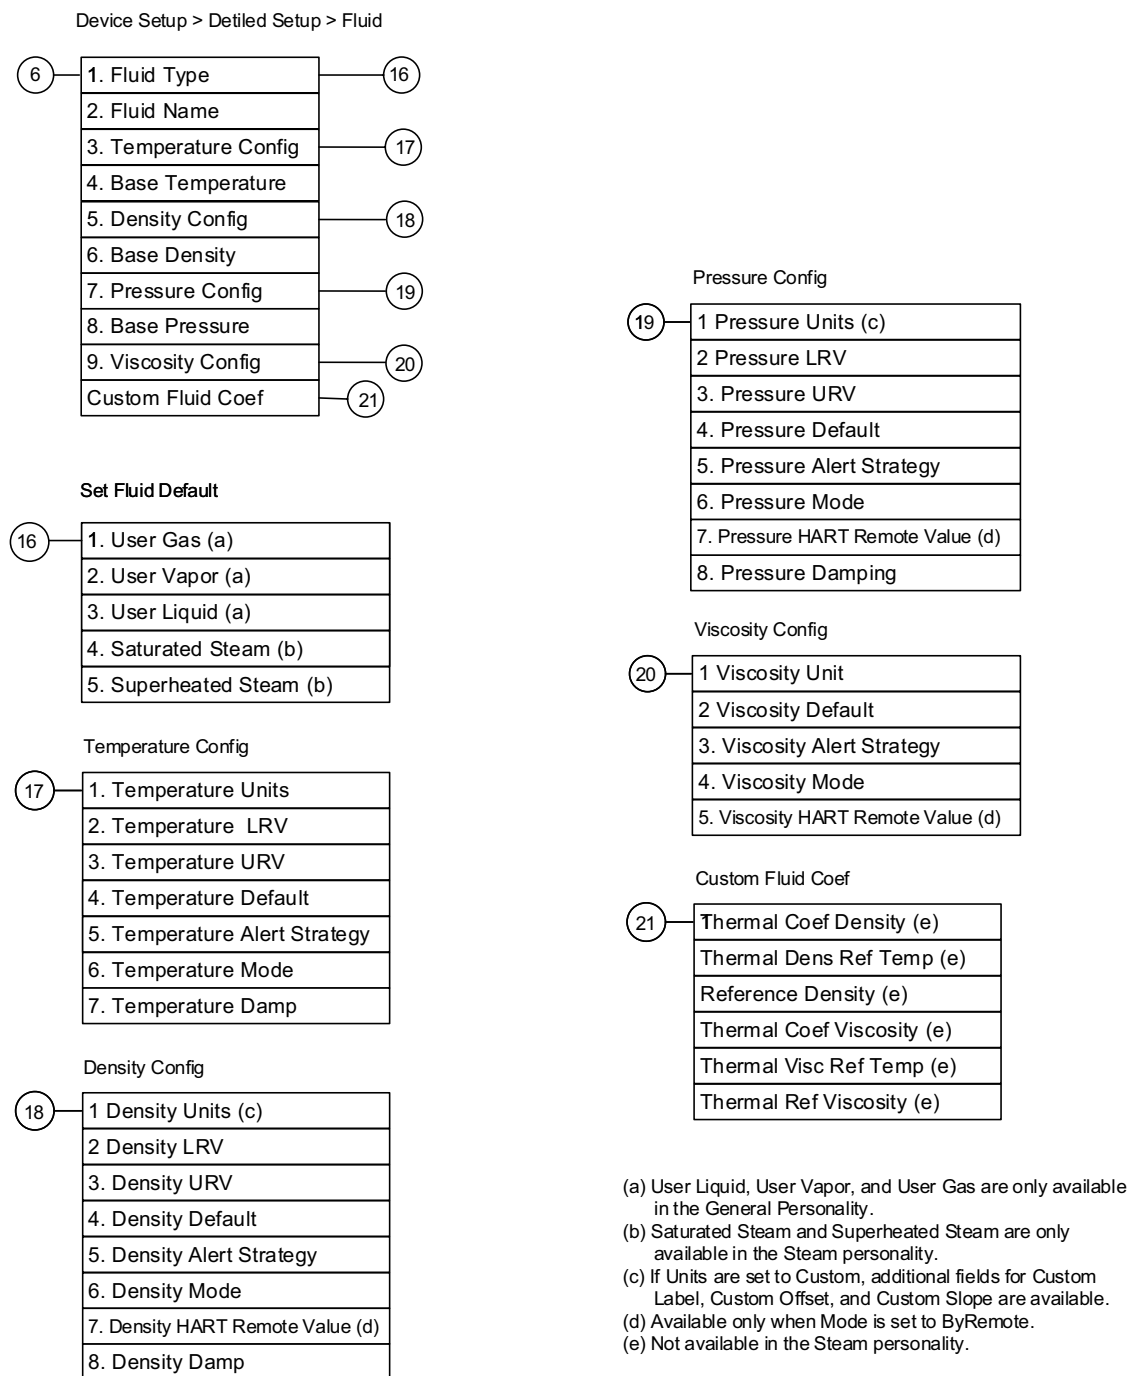 Device Setup > Detiled Setup > Fluid
6
1. Fluid Type
16
2. Fluid Name
3. Temperature Config
17
4. Base Temperature
5. Density Config
18
6. Base Density
7. Pressure Config
19
8. Base Pressure
9. Viscosity Config
20
Custom Fluid Coef
21
Set Fluid Default
16
1. User Gas (a)
2. User Vapor (a)
3. User Liquid (a)
4. Saturated Steam (b)
5. Superheated Steam (b)
Temperature Config
17
1. Temperature Units
2. Temperature LRV
3. Temperature URV
4. Temperature Default
5. Temperature Alert Strategy
6. Temperature Mode
7. Temperature Damp
Density Config
18
1 Density Units (c)
2 Density LRV
3. Density URV
4. Density Default
5. Density Alert Strategy
6. Density Mode
7. Density HART Remote Value (d)
8. Density Damp
Pressure Config
19
1 Pressure Units (c)
2 Pressure LRV
3. Pressure URV
4. Pressure Default
5. Pressure Alert Strategy
6. Pressure Mode
7. Pressure HART Remote Value (d)
8. Pressure Damping
Viscosity Config
20
1 Viscosity Unit
2 Viscosity Default
3. Viscosity Alert Strategy
4. Viscosity Mode
5. Viscosity HART Remote Value (d)
Custom Fluid Coef
21
Thermal Coef Density (e)
Thermal Dens Ref Temp (e)
Reference Density (e)
Thermal Coef Viscosity (e)
Thermal Visc Ref Temp (e)
Thermal Ref Viscosity (e)
(a) User Liquid, User Vapor, and User Gas are only available
in the General Personality.
(b) Saturated Steam and Superheated Steam are only
available in the Steam personality.
(c) If Units are set to Custom, additional fields for Custom
Label, Custom Offset, and Custom Slope are available.
(d) Available only when Mode is set to ByRemote.
(e) Not available in the Steam personality.